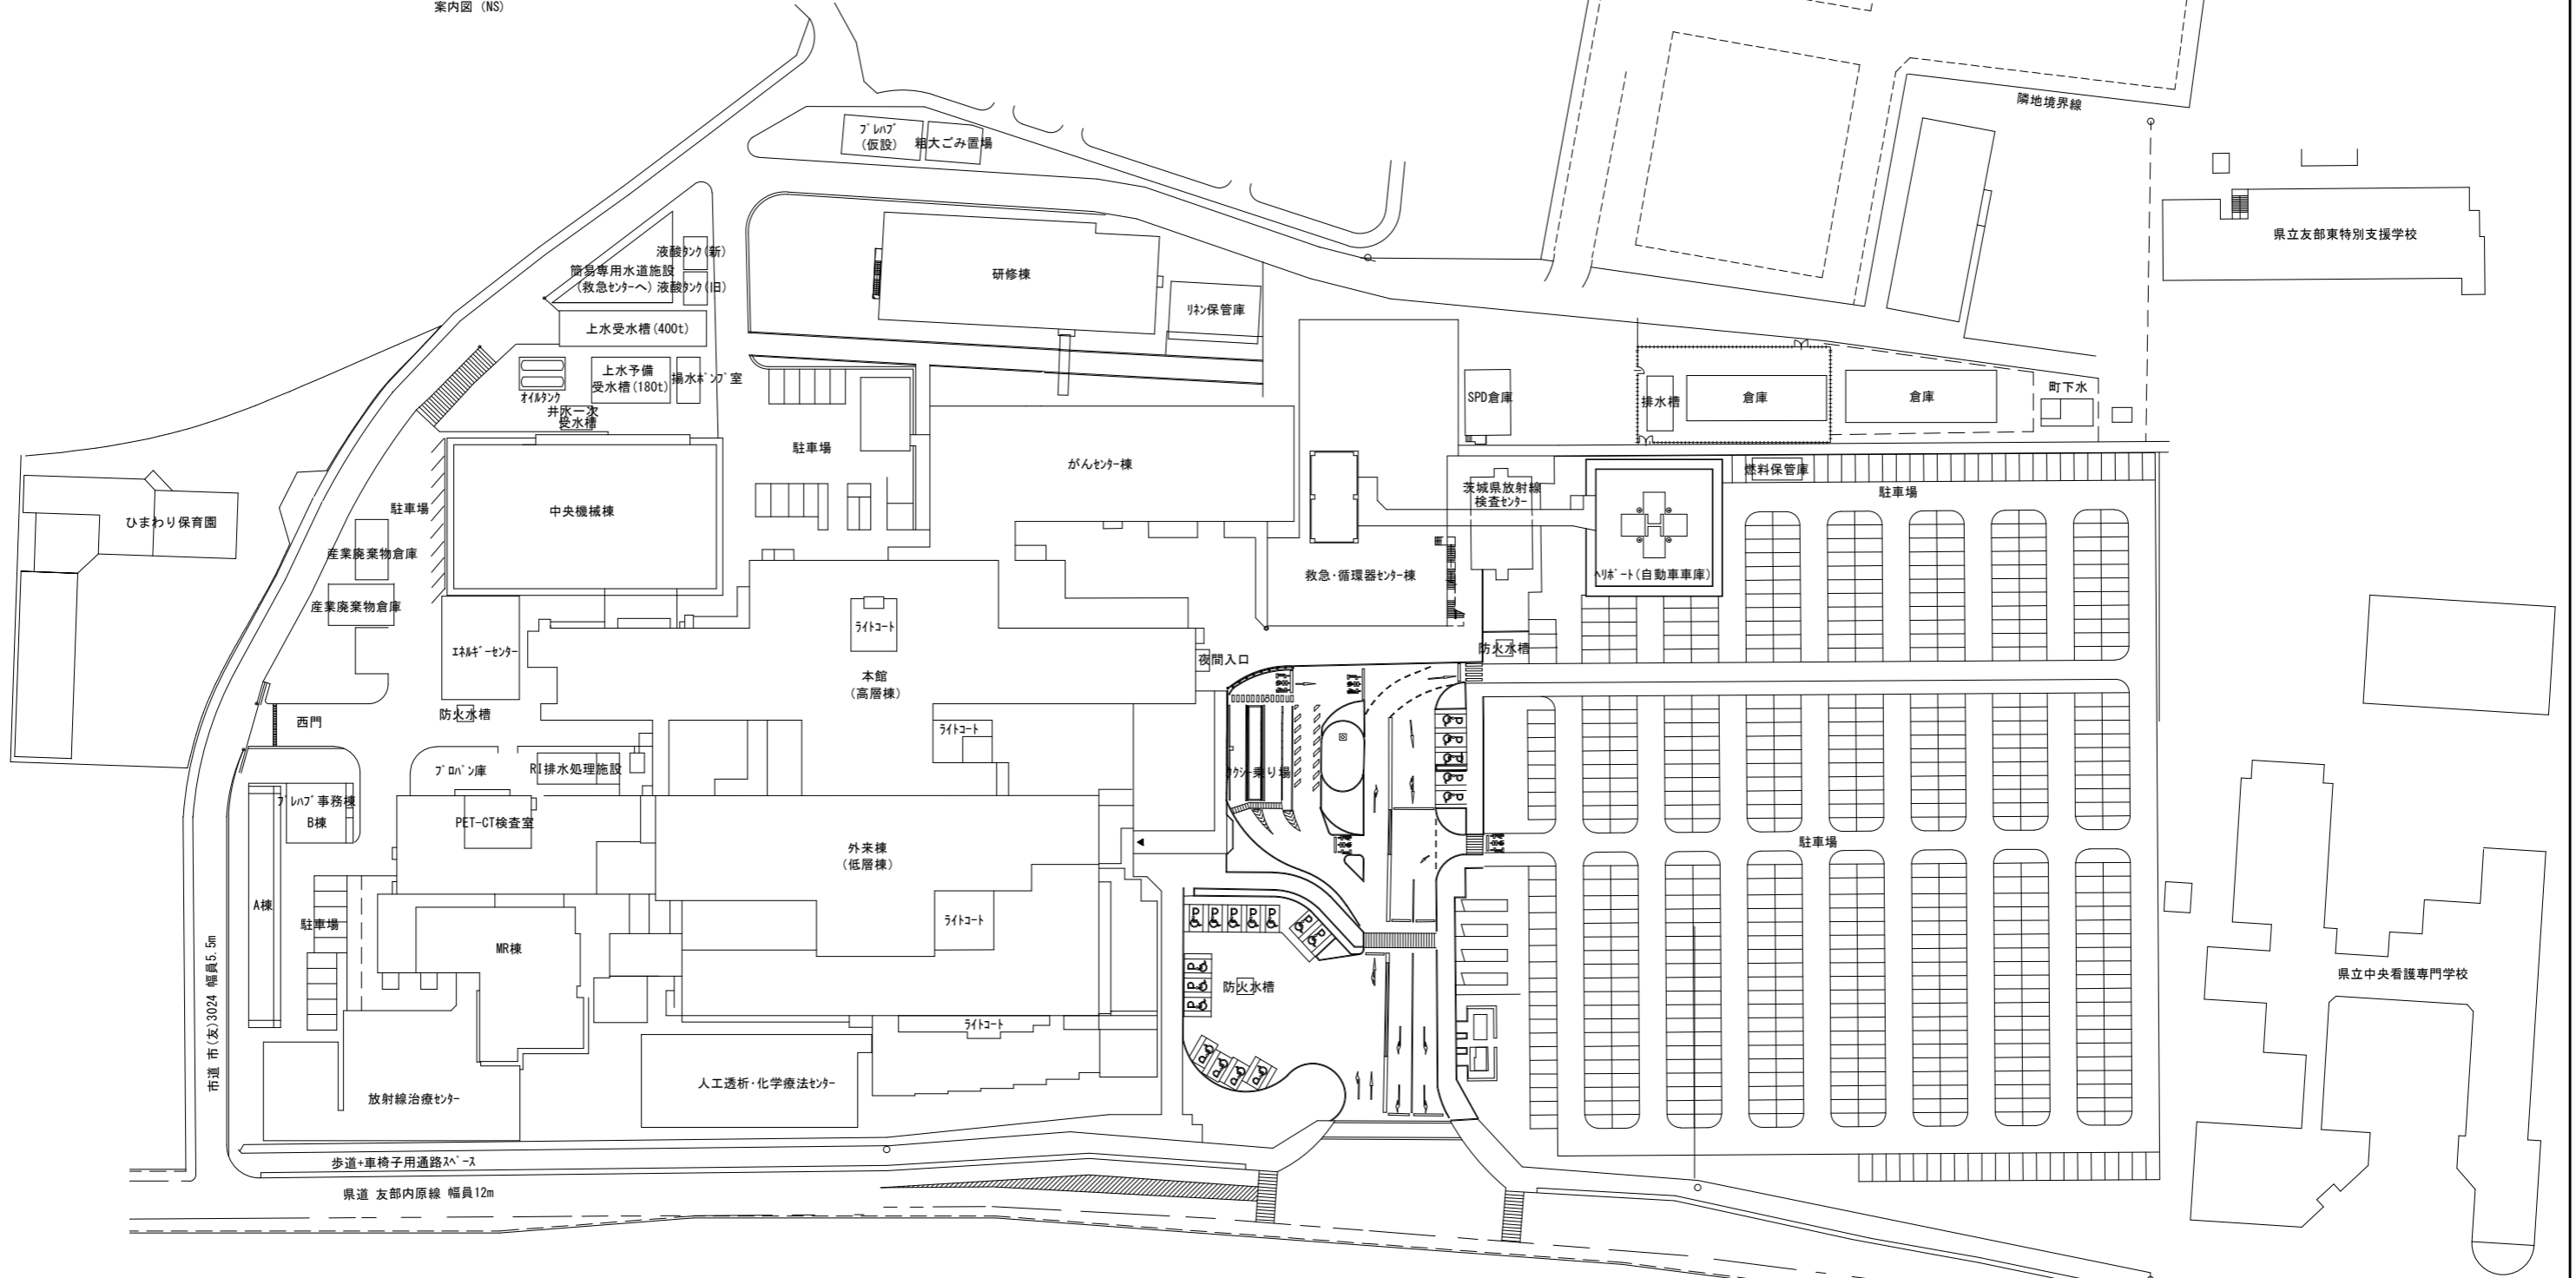 案内図 (NS)
ﾌﾟﾚﾊﾌﾞ
(仮設)
粗大ごみ置場
隣地境界線
県立友部東特別支援学校
液酸ﾀﾝｸ(新)
簡易専用水道施設
(救急ｾﾝﾀｰへ)
液酸ﾀﾝｸ(旧)
研修棟
ﾘﾈﾝ保管庫
上水受水槽(400t)
上水予備
受水槽(180t)
揚水ﾎﾟﾝﾌﾟ室
ｵｲﾙﾀﾝｸ
井水一次
受水槽
SPD倉庫
排水槽
倉庫
倉庫
町下水
駐車場
がんｾﾝﾀｰ棟
燃料保管庫
駐車場
茨城県放射線
検査ｾﾝﾀｰ
ひまわり保育園
駐車場
中央機械棟
産業廃棄物倉庫
産業廃棄物倉庫
救急・循環器ｾﾝﾀｰ棟
ﾍﾘﾎﾟｰﾄ(自動車車庫)
ﾗｲﾄｺｰﾄ
ｴﾈﾙｷﾞｰｾﾝﾀｰ
本館
(高層棟)
夜間入口
防火水槽
西門
防火水槽
ﾗｲﾄｺｰﾄ
ﾌﾟﾛﾊﾟﾝ庫
RI排水処理施設
ﾀｸｼｰ乗り場
ﾌﾟﾚﾊﾌﾞ事務棟
B棟
PET-CT検査室
外来棟
(低層棟)
駐車場
A棟
駐車場
MR棟
ﾗｲﾄｺｰﾄ
防火水槽
県立中央看護専門学校
ﾗｲﾄｺｰﾄ
市道 市(友)3024 幅員5.5m
放射線治療ｾﾝﾀｰ
人工透析・化学療法ｾﾝﾀｰ
歩道+車椅子用通路ｽﾍﾟｰｽ
県道 友部内原線 幅員12m